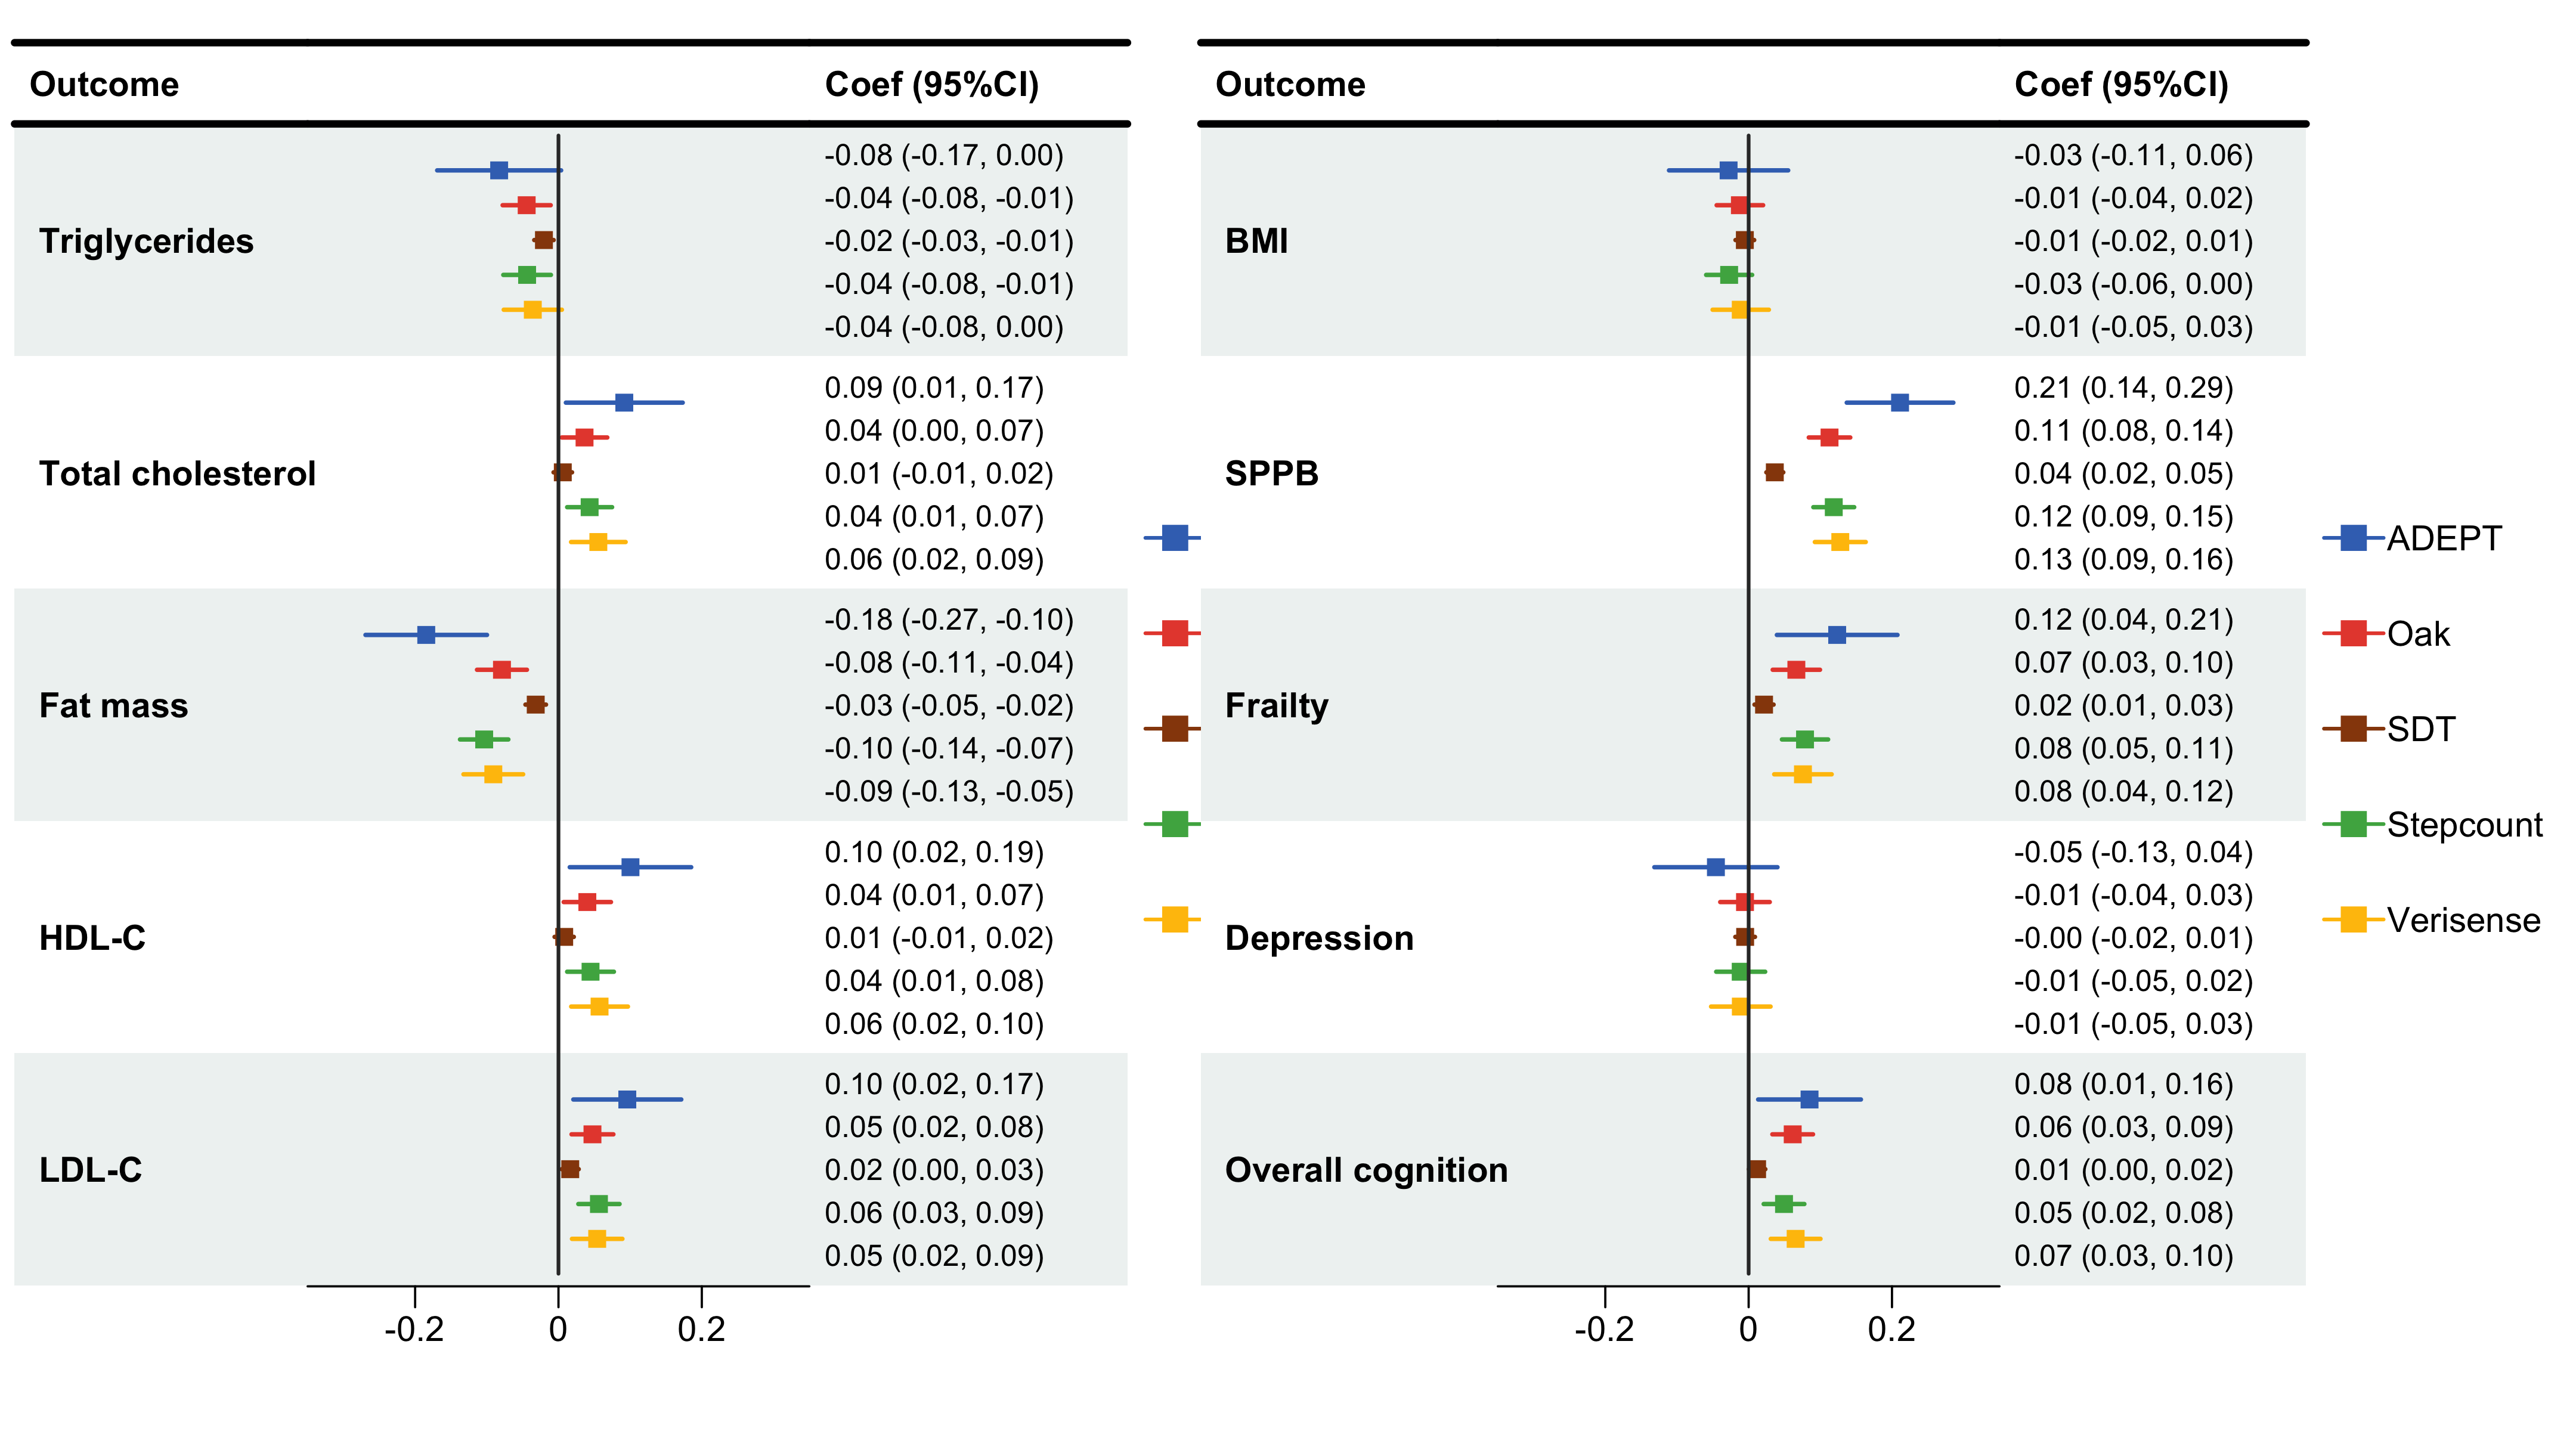 Outcome Coef (95%CI)
Triglycerides
-0.08 (-0.17, 0.00)
-0.04 (-0.08, -0.01)
-0.02 (-0.03, -0.01)
-0.04 (-0.08, -0.01)
-0.04 (-0.08, 0.00)
Total cholesterol
0.09 (0.01, 0.17)
0.04 (0.00, 0.07)
0.01 (-0.01, 0.02)
0.04 (0.01, 0.07)
0.06 (0.02, 0.09)
Fat mass
-0.18 (-0.27, -0.10)
-0.08 (-0.11, -0.04)
-0.03 (-0.05, -0.02)
-0.10 (-0.14, -0.07)
-0.09 (-0.13, -0.05)
HDL-C
0.10 (0.02, 0.19)
0.04 (0.01, 0.07)
0.01 (-0.01, 0.02)
0.04 (0.01, 0.08)
0.06 (0.02, 0.10)
LDL-C
0.10 (0.02, 0.17)
0.05 (0.02, 0.08)
0.02 (0.00, 0.03)
0.06 (0.03, 0.09)
0.05 (0.02, 0.09)
-0.2 0 0.2
Outcome Coef (95%CI)
BMI
-0.03 (-0.11, 0.06)
-0.01 (-0.04, 0.02)
-0.01 (-0.02, 0.01)
-0.03 (-0.06, 0.00)
-0.01 (-0.05, 0.03)
SPPB
0.21 (0.14, 0.29)
0.11 (0.08, 0.14)
0.04 (0.02, 0.05)
0.12 (0.09, 0.15)
0.13 (0.09, 0.16)
Frailty
0.12 (0.04, 0.21)
0.07 (0.03, 0.10)
0.02 (0.01, 0.03)
0.08 (0.05, 0.11)
0.08 (0.04, 0.12)
Depression
-0.05 (-0.13, 0.04)
-0.01 (-0.04, 0.03)
-0.00 (-0.02, 0.01)
-0.01 (-0.05, 0.02)
-0.01 (-0.05, 0.03)
Overall cognition
0.08 (0.01, 0.16)
0.06 (0.03, 0.09)
0.01 (0.00, 0.02)
0.05 (0.02, 0.08)
0.07 (0.03, 0.10)
-0.2 0 0.2
ADEPT
Oak
SDT
Stepcount
Verisense